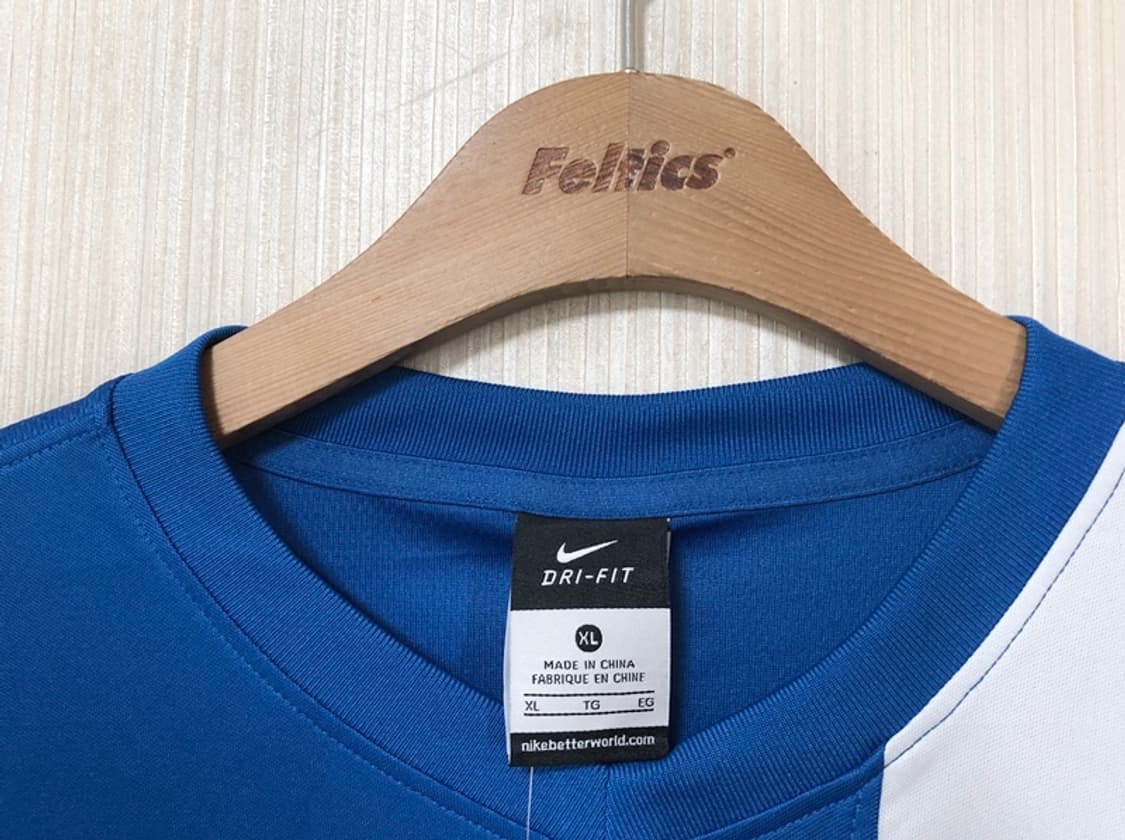 Feltics
DRI-FIT
XL
MADE IN CHINA
FABRIQUE EN CHINE
XL TG EG
nikebetterworld.com